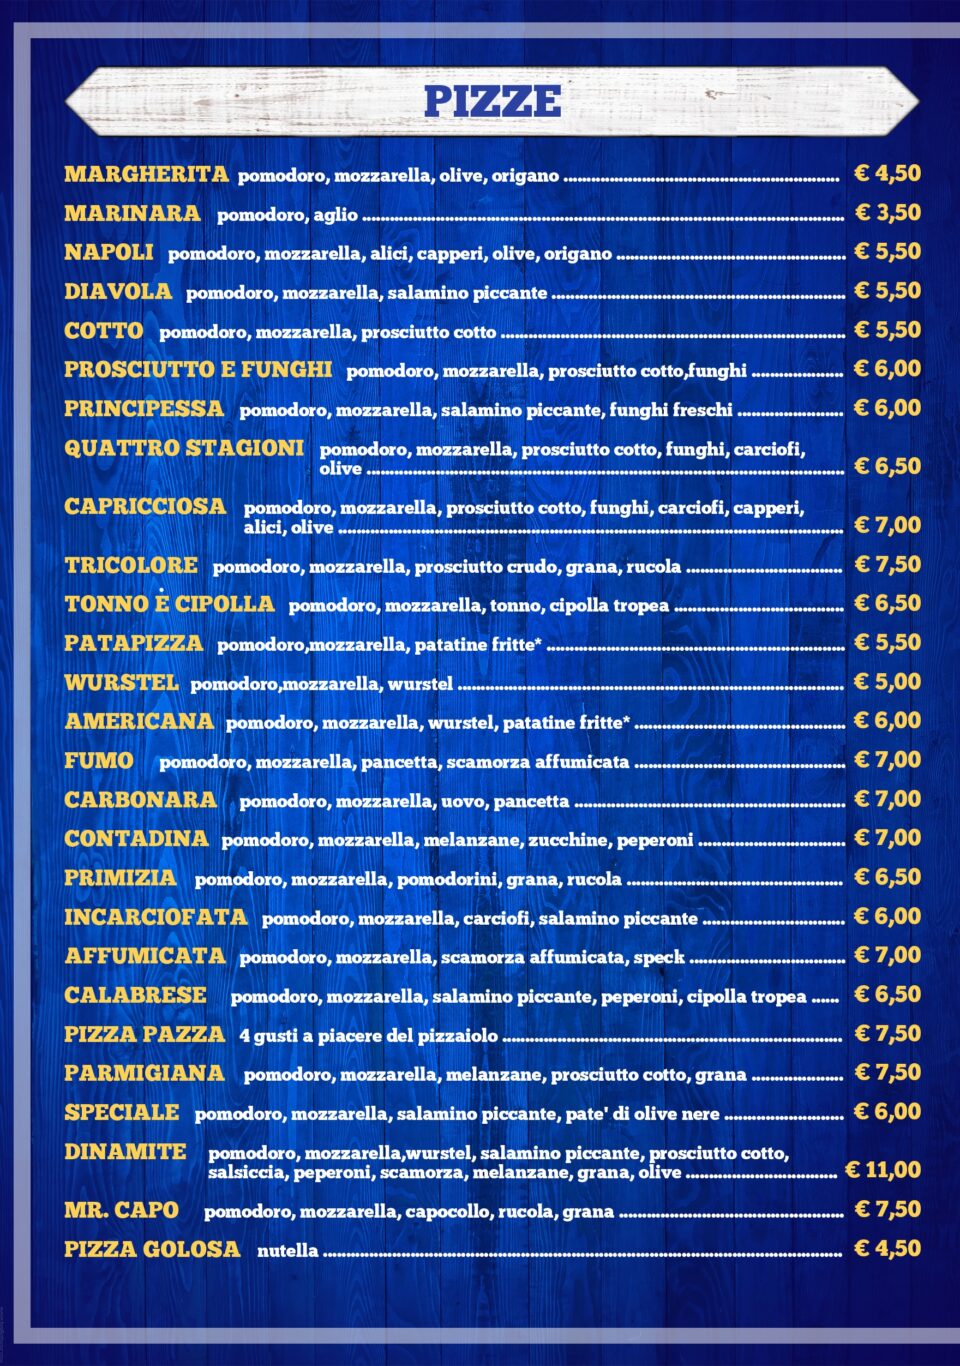 PIZZE
MARGHERITA pomodoro, mozzarella, olive, origano ........ € 4,50
MARINARA pomodoro, aglio ........ € 3,50
NAPOLI pomodoro, mozzarella, alici, capperi, olive, origano ........ € 5,50
DIAVOLA pomodoro, mozzarella, salamino piccante ........ € 5,50
COTTO pomodoro, mozzarella, prosciutto cotto ........ € 5,50
PROSCIUTTO E FUNGHI pomodoro, mozzarella, prosciutto cotto,funghi ........ € 6,00
PRINCIPESSA pomodoro, mozzarella, salamino piccante, funghi freschi ........ € 6,00
QUATTRO STAGIONI pomodoro, mozzarella, prosciutto cotto, funghi, carciofi,
olive ........ € 6,50
CAPRICCIOSA pomodoro, mozzarella, prosciutto cotto, funghi, carciofi, capperi,
alici, olive ........ € 7,00
TRICOLORE pomodoro, mozzarella, prosciutto crudo, grana, rucola ........ € 7,50
TONNO Ė CIPOLLA pomodoro, mozzarella, tonno, cipolla tropea ........ € 6,50
PATAPIZZA pomodoro,mozzarella, patatine fritte* ........ € 5,50
WURSTEL pomodoro,mozzarella, wurstel ........ € 5,00
AMERICANA pomodoro, mozzarella, wurstel, patatine fritte* ........ € 6,00
FUMO pomodoro, mozzarella, pancetta, scamorza affumicata ........ € 7,00
CARBONARA pomodoro, mozzarella, uovo, pancetta ........ € 7,00
CONTADINA pomodoro, mozzarella, melanzane, zucchine, peperoni ........ € 7,00
PRIMIZIA pomodoro, mozzarella, pomodorini, grana, rucola ........ € 6,50
INCARCIOFATA pomodoro, mozzarella, carciofi, salamino piccante ........ € 6,00
AFFUMICATA pomodoro, mozzarella, scamorza affumicata, speck ........ € 7,00
CALABRESE pomodoro, mozzarella, salamino piccante, peperoni, cipolla tropea ...... € 6,50
PIZZA PAZZA 4 gusti a piacere del pizzaiolo ........ € 7,50
PARMIGIANA pomodoro, mozzarella, melanzane, prosciutto cotto, grana ........ € 7,50
SPECIALE pomodoro, mozzarella, salamino piccante, pate' di olive nere ........ € 6,00
DINAMITE pomodoro, mozzarella,wurstel, salamino piccante, prosciutto cotto,
salsiccia, peperoni, scamorza, melanzane, grana, olive ........ € 11,00
MR. CAPO pomodoro, mozzarella, capocollo, rucola, grana ........ € 7,50
PIZZA GOLOSA nutella ........ € 4,50